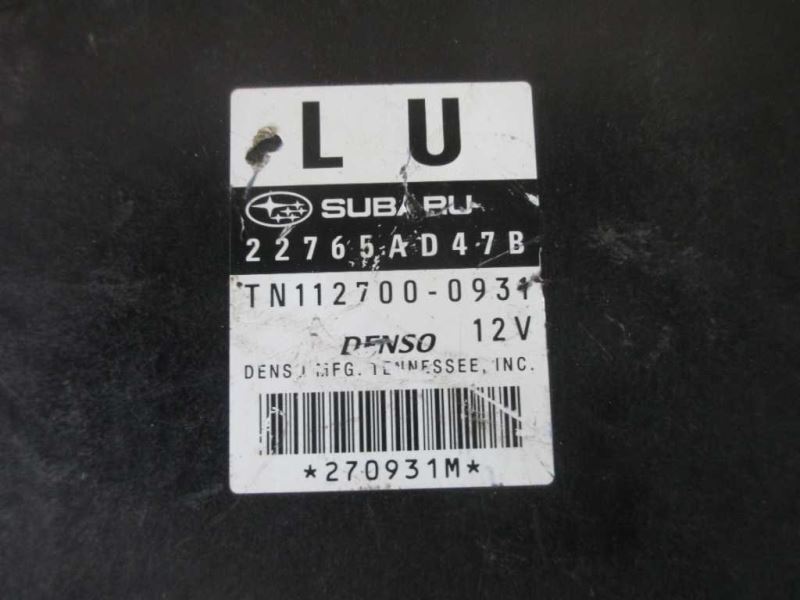 L U
SUBARU
22765AD47B
TN112700-0931
DENSO 12V
DENSO MFG. TENNESSEE, INC.
*270931M*